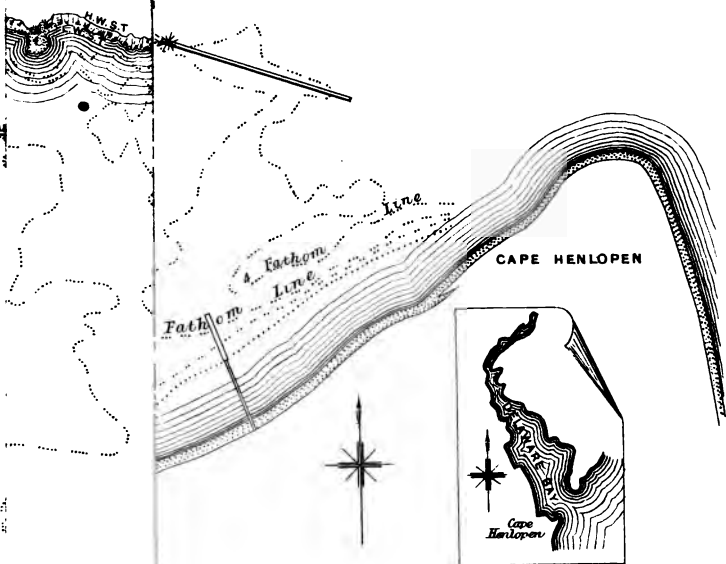 H.W.S.T
L.W.S.T
Line
4 Fathom
Line
Fathom
CAPE HENLOPEN
DELAWARE BAY
Cape
Henlopen